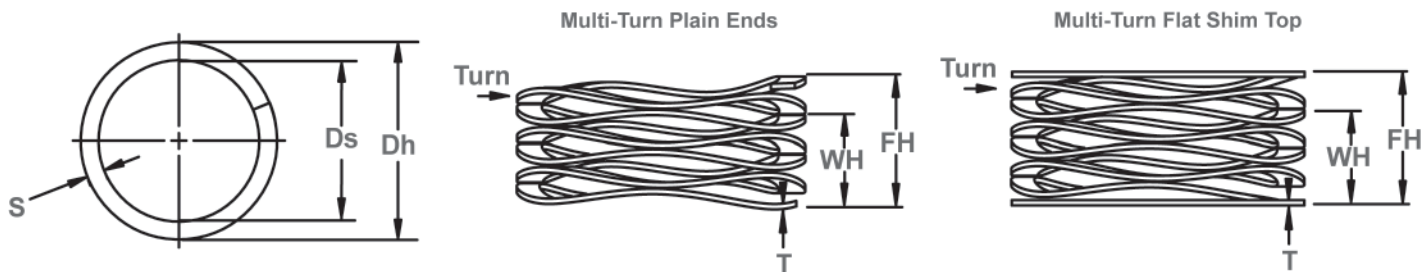 Multi-Turn Plain Ends
Multi-Turn Flat Shim Top
Turn
Turn
Ds
Dh
WH
FH
WH
FH
S
T
T